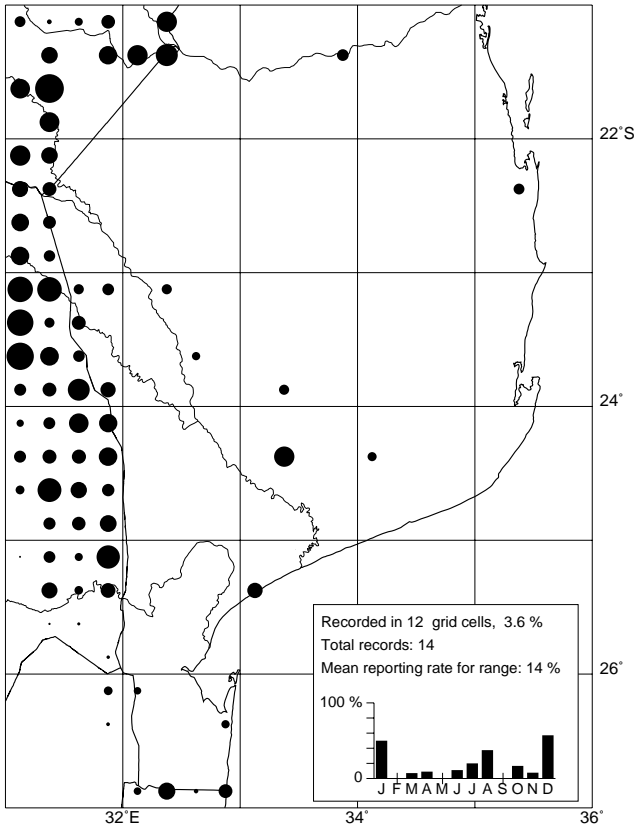 22˚S
24˚
26˚
Recorded in 12 grid cells, 3.6 %
Total records: 14
Mean reporting rate for range: 14 %
100 %
0
J F M A M J J A S O N D
32˚E 34˚ 36˚